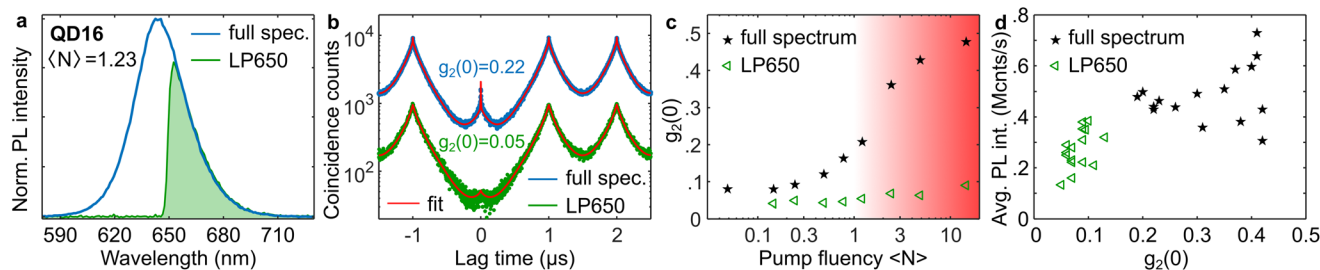 a
QD16
⟨N⟩=1.23
full spec.
LP650
Norm. PL intensity
590 620 650 680 710
Wavelength (nm)
b
10⁴
10³
10²
Coincidence counts
g₂(0)=0.22
g₂(0)=0.05
fit
full spec.
LP650
-1 0 1 2
Lag time (µs)
c
.5
.4
.3
.2
.1
0
g₂(0)
full spectrum
LP650
0.1 0.3 1 3 10
Pump fluency <N>
d
.8
.6
.4
.2
0
Avg. PL int. (Mcnts/s)
full spectrum
LP650
0 0.1 0.2 0.3 0.4 0.5
g₂(0)